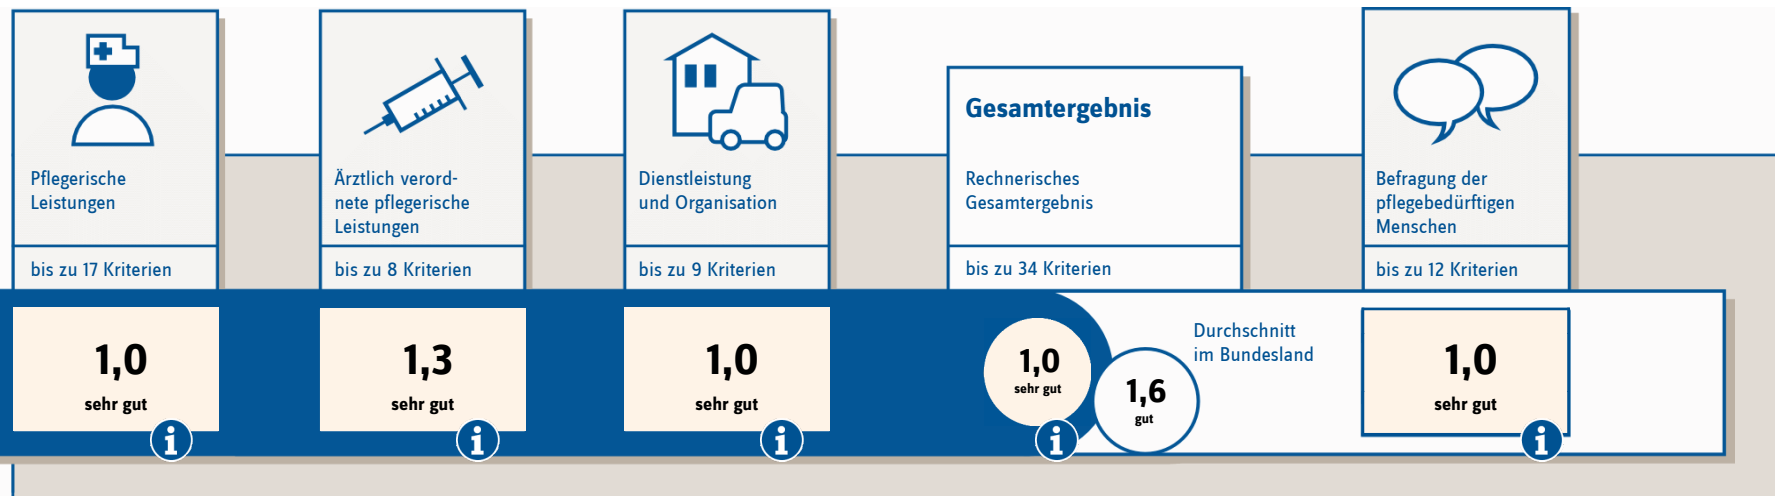 Pflegerische
Leistungen
bis zu 17 Kriterien
1,0
sehr gut
i
Ärztlich verord-
nete pflegerische
Leistungen
bis zu 8 Kriterien
1,3
sehr gut
i
Dienstleistung
und Organisation
bis zu 9 Kriterien
1,0
sehr gut
i
Gesamtergebnis
Rechnerisches
Gesamtergebnis
bis zu 34 Kriterien
1,0
sehr gut
i
1,6
gut
Durchschnitt
im Bundesland
Befragung der
pflegebedürftigen
Menschen
bis zu 12 Kriterien
1,0
sehr gut
i